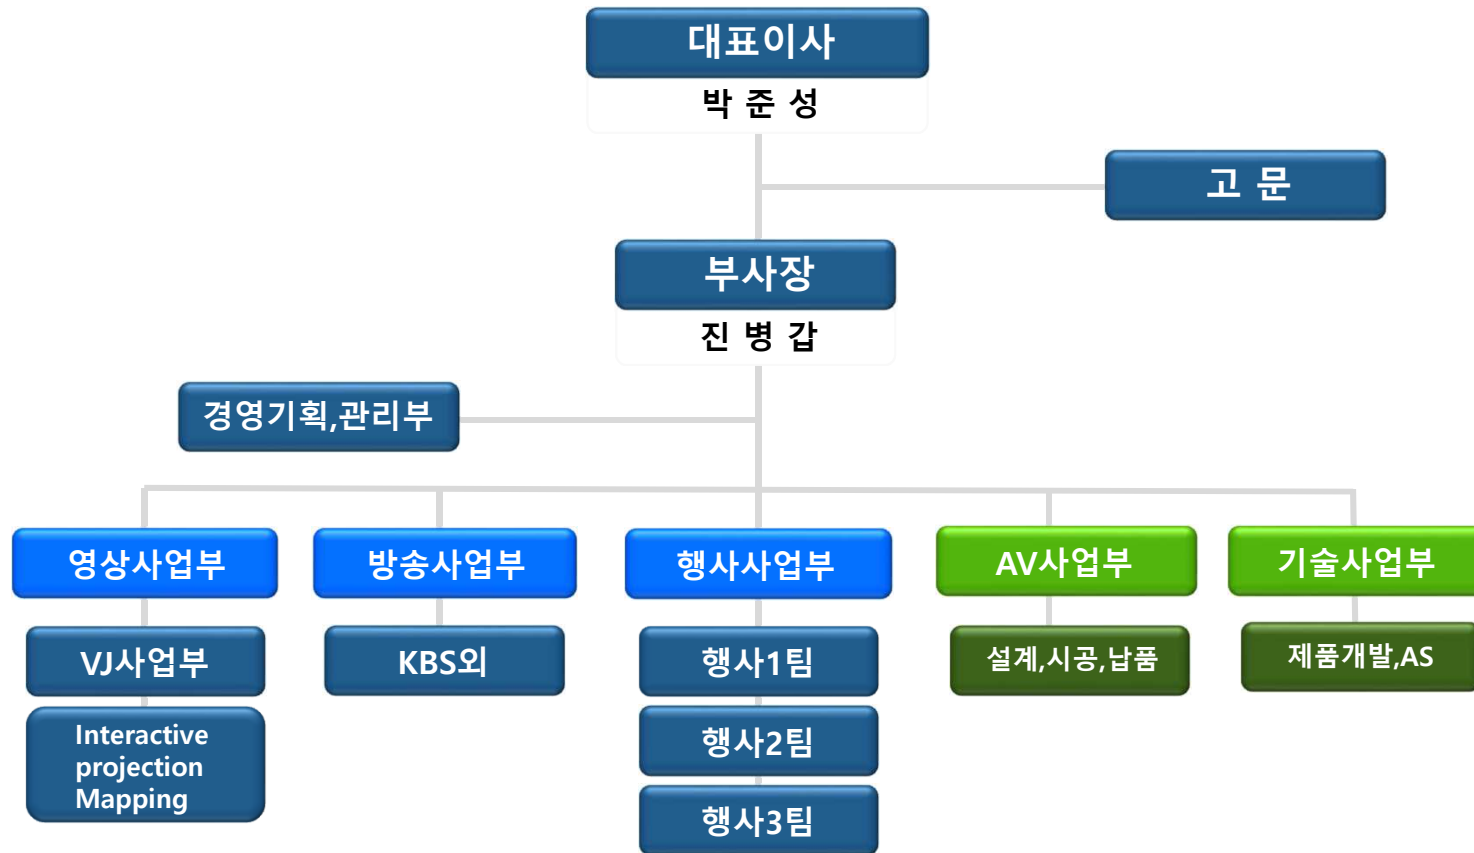 대표이사
박 준 성
고 문
부사장
진 병 갑
경영기획,관리부
영상사업부
방송사업부
행사사업부
AV사업부
기술사업부
VJ사업부
KBS외
행사1팀
설계,시공,납품
제품개발,AS
Interactive
projection
Mapping
행사2팀
행사3팀